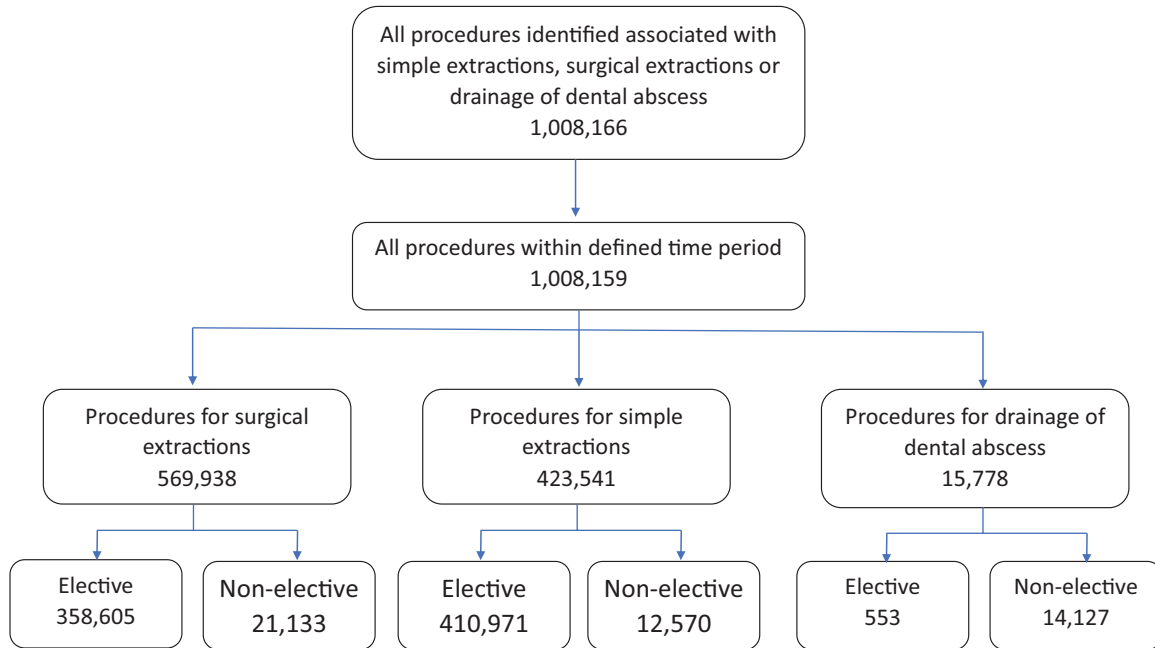 All procedures identified associated with
simple extractions, surgical extractions or
drainage of dental abscess
1,008,166
All procedures within defined time period
1,008,159
Procedures for surgical
extractions
569,938
Procedures for simple
extractions
423,541
Procedures for drainage of
dental abscess
15,778
Elective
358,605
Non-elective
21,133
Elective
410,971
Non-elective
12,570
Elective
553
Non-elective
14,127